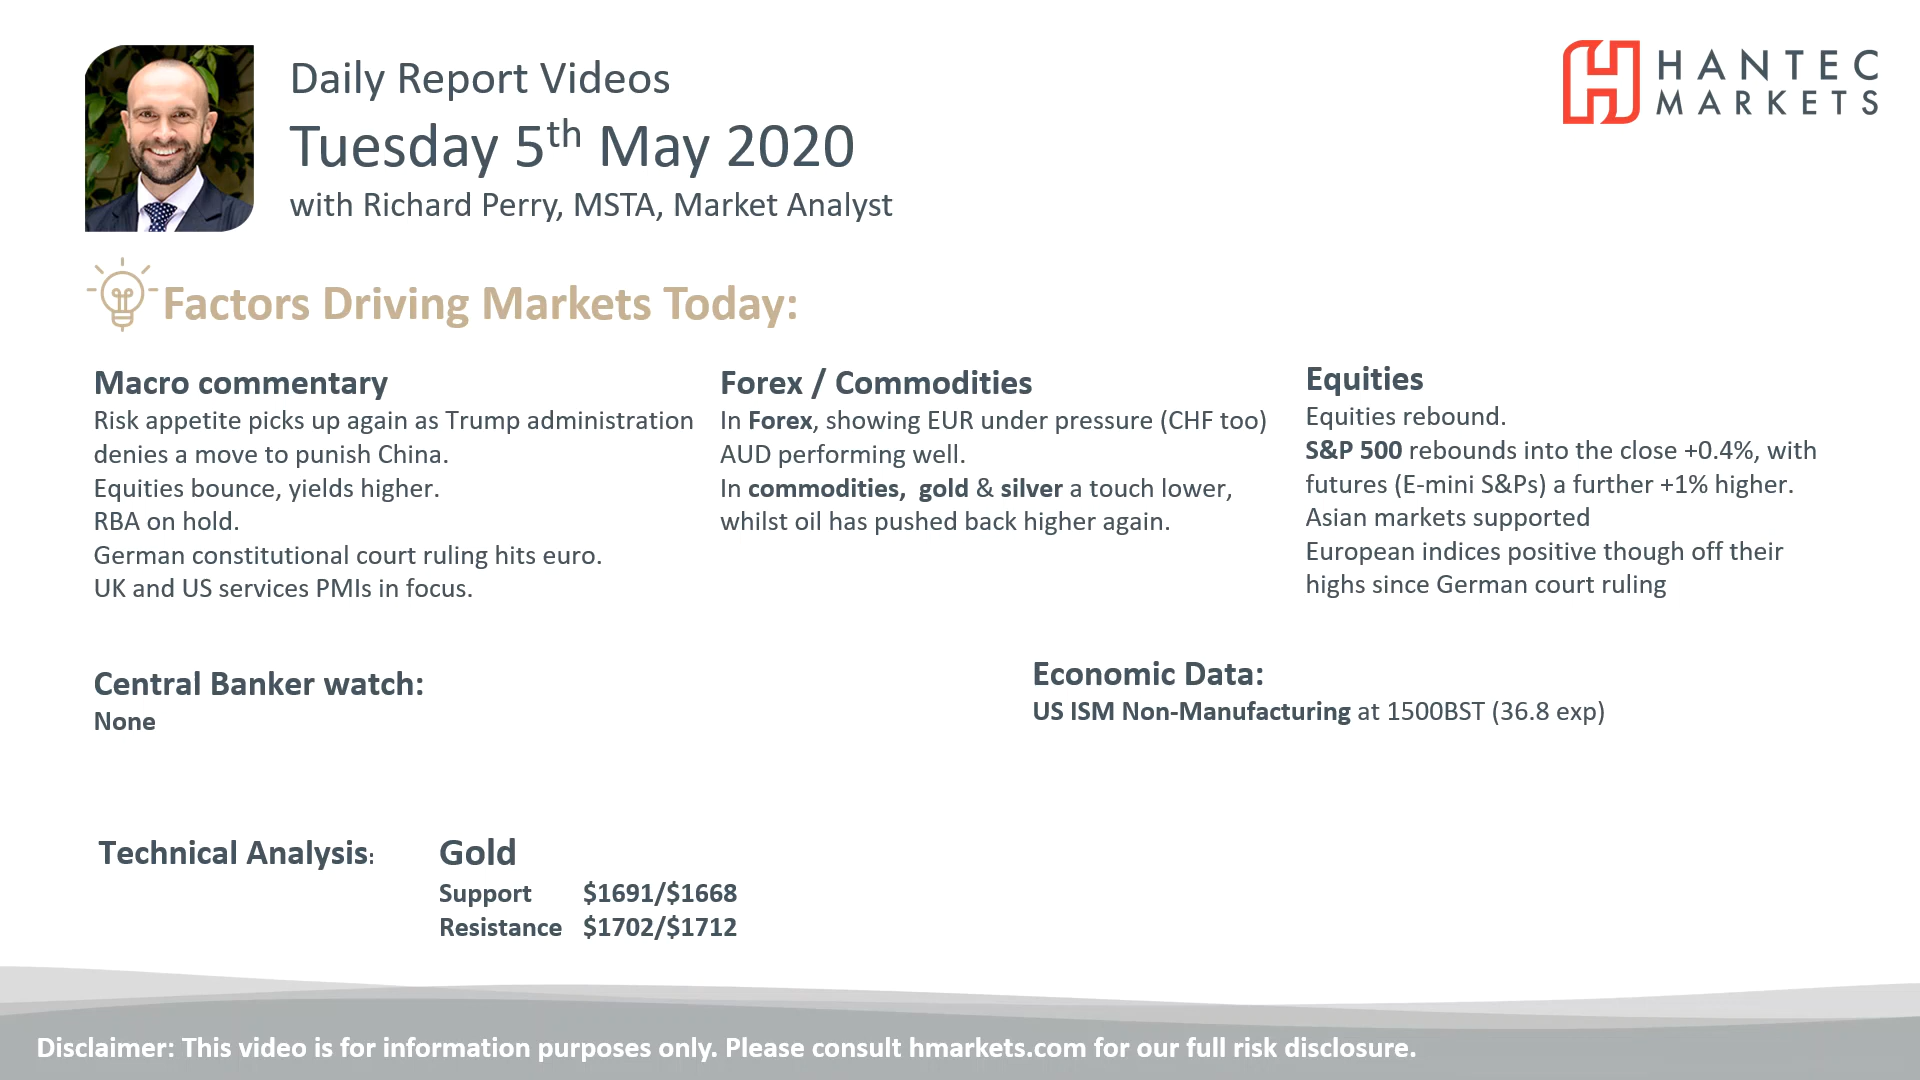 Daily Report Videos
Tuesday 5th May 2020
with Richard Perry, MSTA, Market Analyst
HANTEC
MARKETS
Factors Driving Markets Today:
Macro commentary
Risk appetite picks up again as Trump administration
denies a move to punish China.
Equities bounce, yields higher.
RBA on hold.
German constitutional court ruling hits euro.
UK and US services PMIs in focus.
Forex / Commodities
In Forex, showing EUR under pressure (CHF too)
AUD performing well.
In commodities,  gold & silver a touch lower,
whilst oil has pushed back higher again.
Equities
Equities rebound.
S&P 500 rebounds into the close +0.4%, with
futures (E-mini S&Ps) a further +1% higher.
Asian markets supported
European indices positive though off their
highs since German court ruling
Central Banker watch:
None
Economic Data:
US ISM Non-Manufacturing at 1500BST (36.8 exp)
Technical Analysis:
Gold
Support $1691/$1668
Resistance $1702/$1712
Disclaimer: This video is for information purposes only. Please consult hmarkets.com for our full risk disclosure.